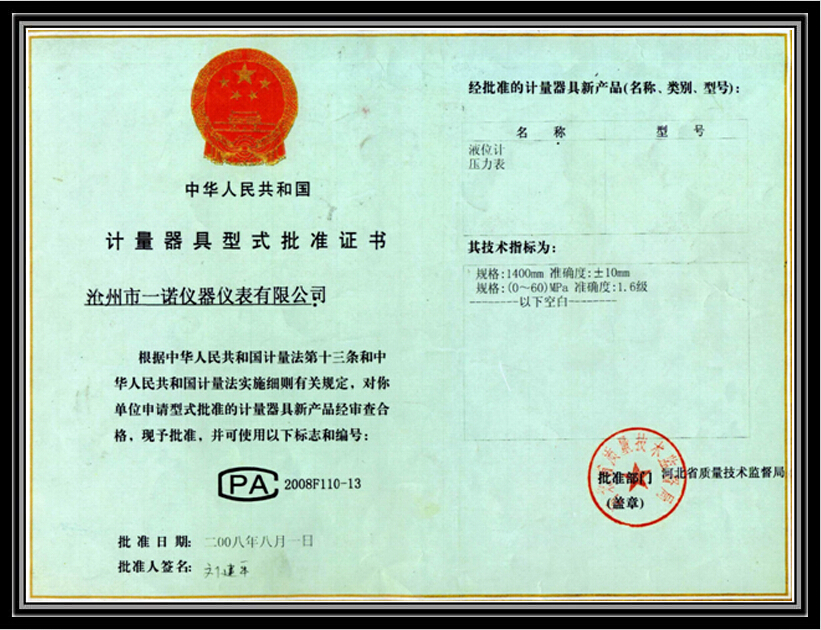 中华人民共和国
计量器具型式批准证书
沧州市一诺仪器仪表有限公司
根据中华人民共和国计量法第十三条和中
华人民共和国计量法实施细则有关规定，对你
单位申请型式批准的计量器具新产品经审查合
格，现予批准，并可使用以下标志和编号：
PA 2008F110-13
批准日期：二00八年八月一日
批准人签名：
经批准的计量器具新产品(名称、类别、型号)：
名 称 型 号
液位计
压力表
其技术指标为：
规格:1400mm 准确度:±10mm
规格:(0～60)MPa 准确度:1.6级
--------以下空白--------
批准部门 河北省质量技术监督局
(盖章)